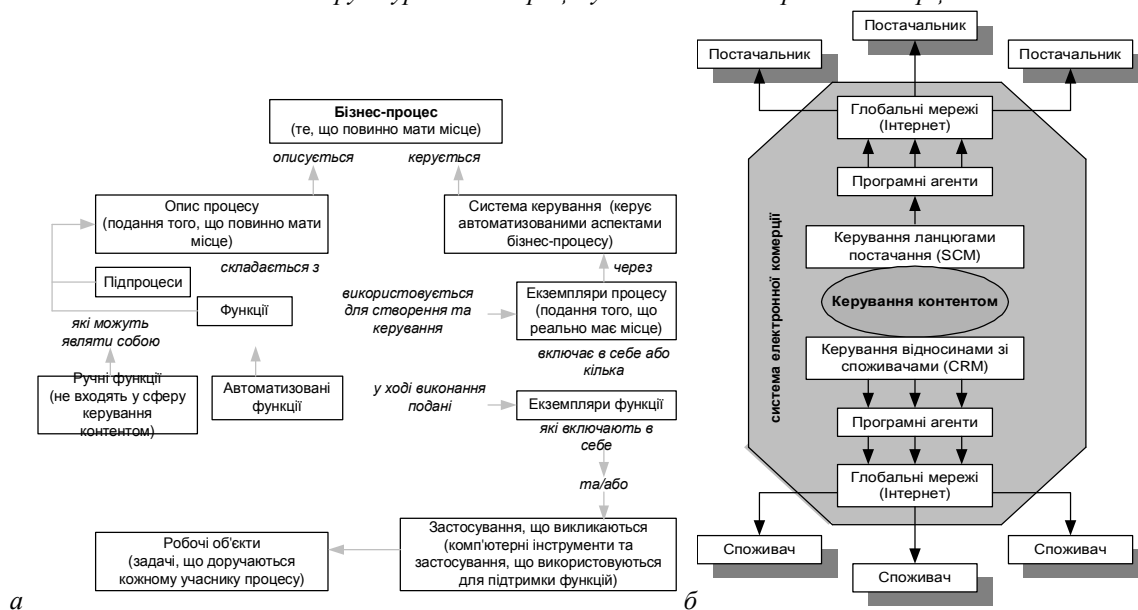 Бізнес-процес
(те, що повинно мати місце)
описується
керується
Опис процесу
(подання того, що повинно мати
місце)
Система керування (керує
автоматизованими аспектами
бізнес-процесу)
складається з
через
Підпроцеси
Функції
використовується
для створення та
керування
Екземпляри процесу
(подання того, що
реально має місце)
які можуть
являти собою
включає в себе або
кілька
Ручні функції
(не входять у сферу
керування
контентом)
Автоматизовані
функції
у ході виконання
подані
Екземпляри функції
які включають в
себе
та/або
Робочі об'єкти
(задачі, що доручаються
кожному учаснику процесу)
Застосування, що викликаються
(комп'ютерні інструменти та
застосування, що використовуються
для підтримки функцій)
а
Постачальник
Постачальник
Постачальник
Глобальні мережі
(Інтернет)
Програмні агенти
Керування ланцюгами
постачання (SCM)
Керування контентом
Керування відносинами зі
споживачами (CRM)
Програмні агенти
Глобальні мережі
(Інтернет)
система електронної комерції
Споживач
Споживач
Споживач
б